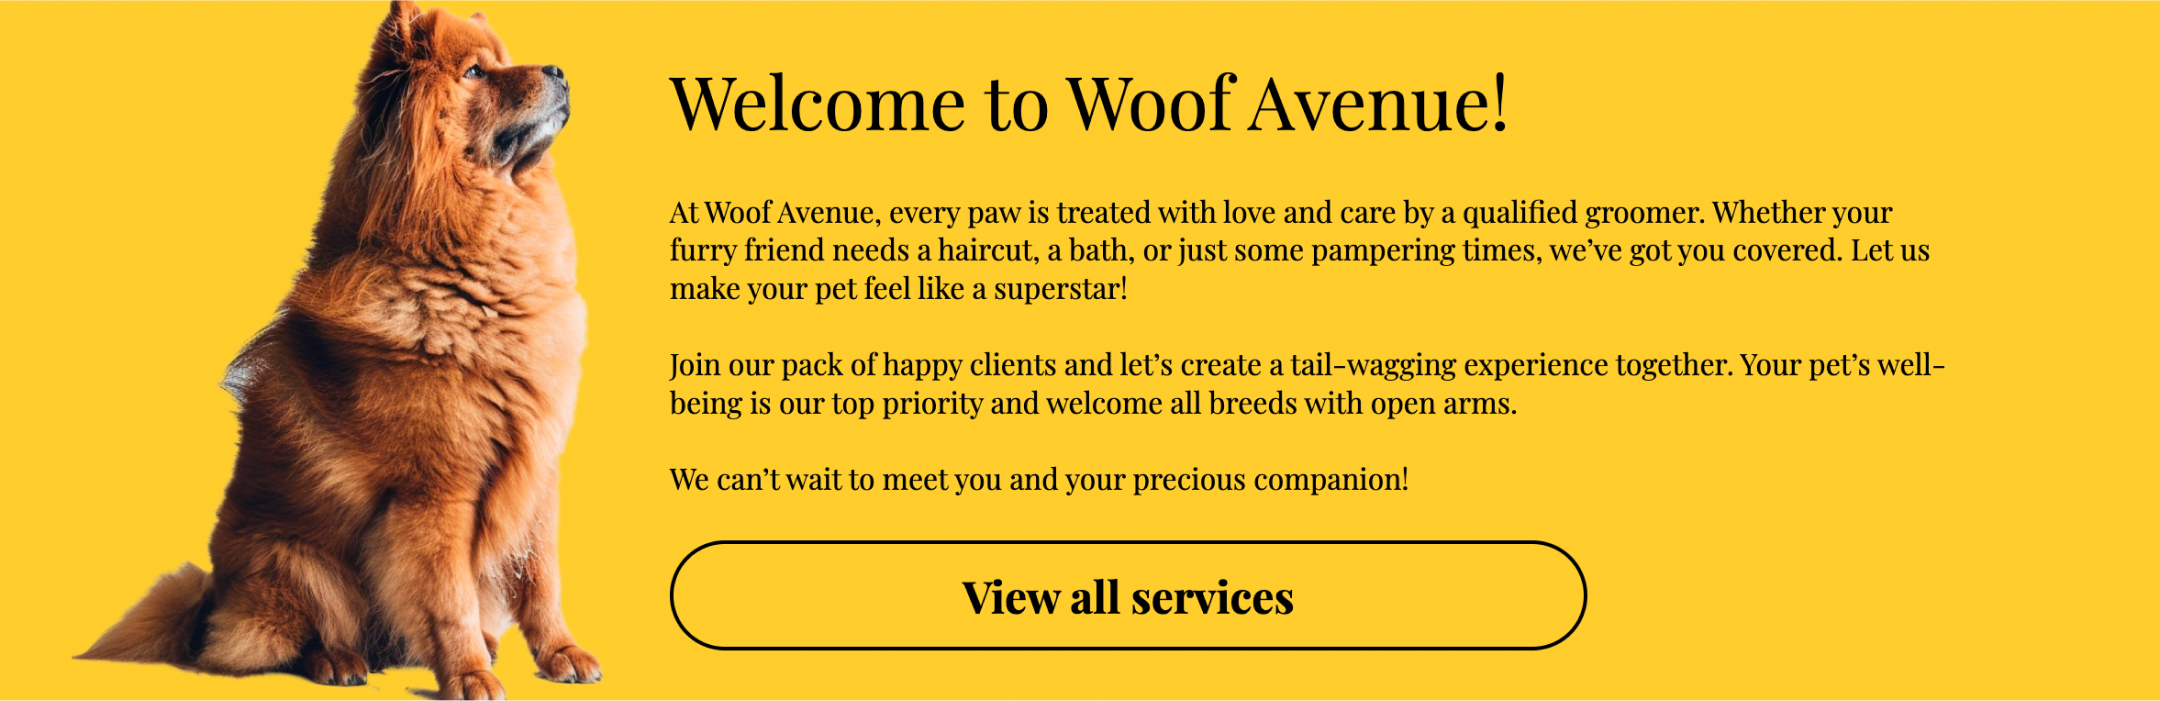 Welcome to Woof Avenue!
At Woof Avenue, every paw is treated with love and care by a qualified groomer. Whether your
furry friend needs a haircut, a bath, or just some pampering times, we’ve got you covered. Let us
make your pet feel like a superstar!
Join our pack of happy clients and let’s create a tail-wagging experience together. Your pet’s well-
being is our top priority and welcome all breeds with open arms.
We can’t wait to meet you and your precious companion!
View all services